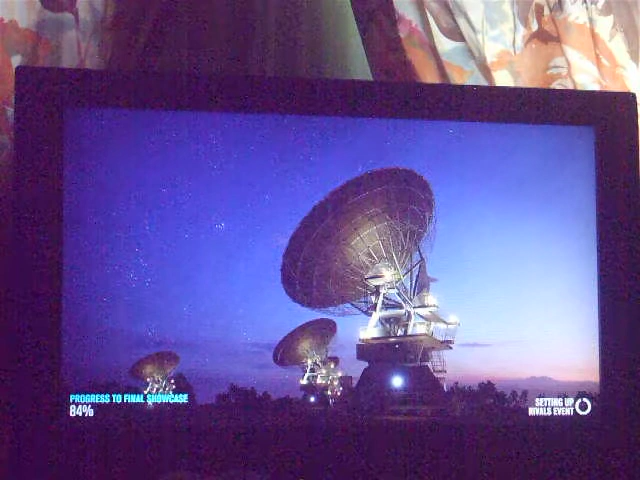 PROGRESS TO FINAL SHOWCASE
84%
SETTING UP
RIVALS EVENT